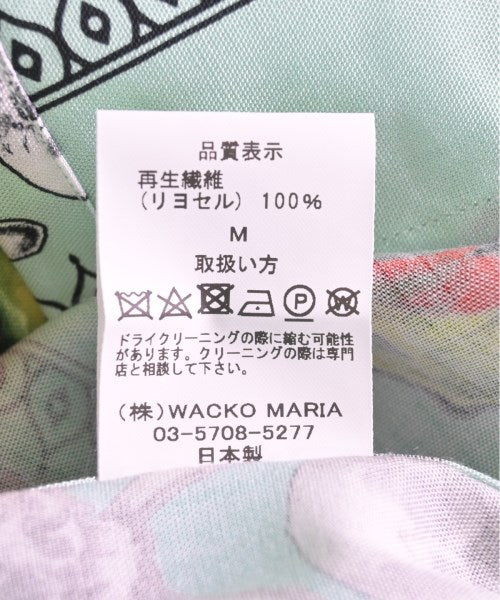 品質表示
再生繊維
（リヨセル） 100％
M
取扱い方
P W
ドライクリーニングの際に縮む可能性
があります。クリーニングの際は専門
店と相談して下さい。
（株）WACKO MARIA
03-5708-5277
日本製